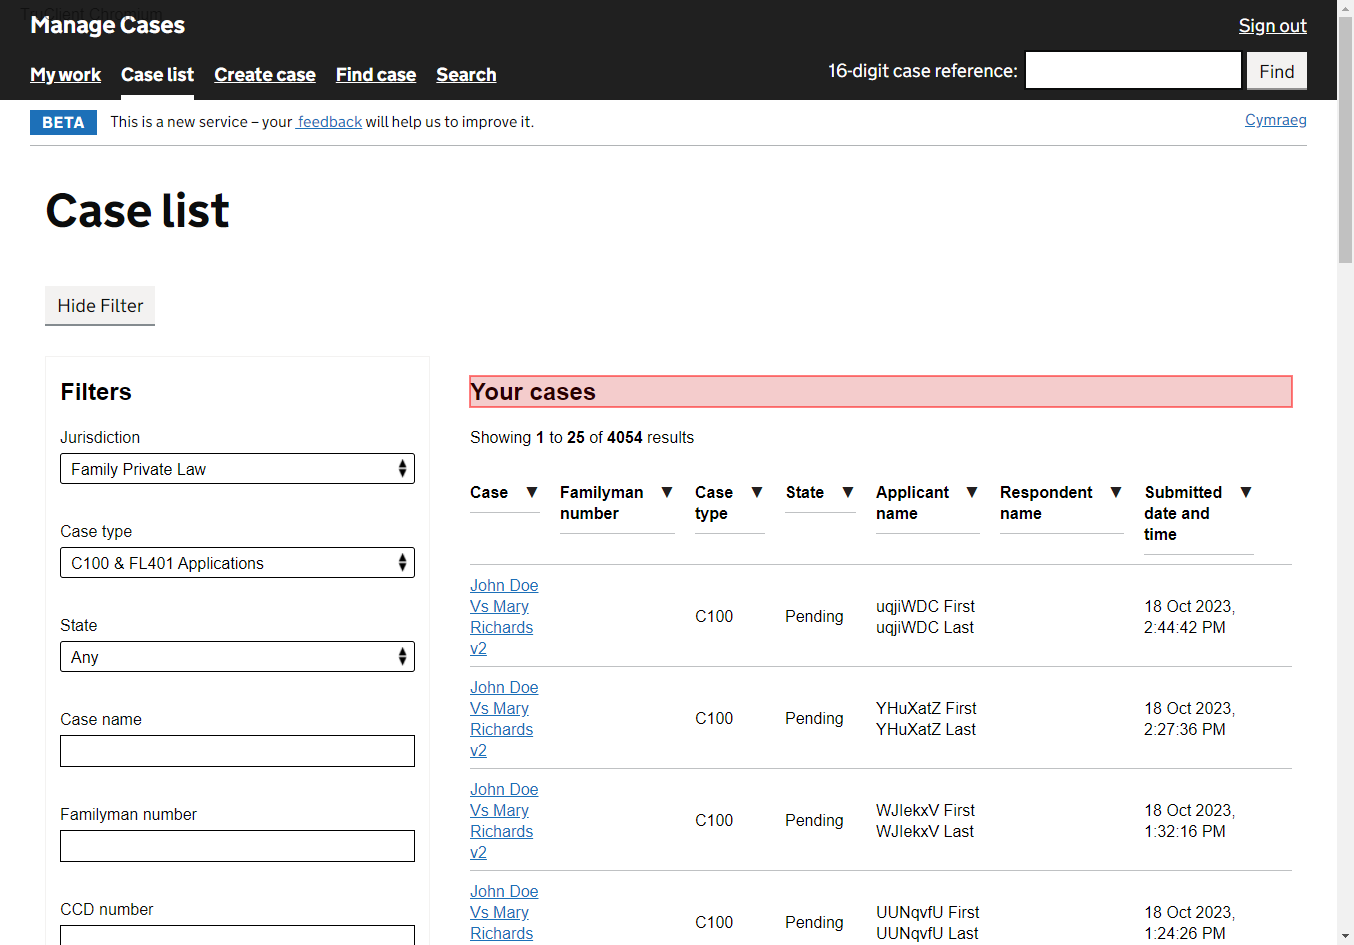 TruClient Chromium
Manage Cases
Sign out
My work Case list Create case Find case Search
16-digit case reference: Find
BETA This is a new service – your feedback will help us to improve it.
Cymraeg
Case list
Hide Filter
Filters
Jurisdiction
Family Private Law
Case type
C100 & FL401 Applications
State
Any
Case name
Familyman number
CCD number
Your cases
Showing 1 to 25 of 4054 results
Case ▼ Familyman ▼ Case ▼ State ▼ Applicant ▼ Respondent ▼ Submitted ▼
number type name name date and
time
John Doe
Vs Mary
Richards
v2
C100
Pending
uqjiWDC First
uqjiWDC Last
18 Oct 2023,
2:44:42 PM
John Doe
Vs Mary
Richards
v2
C100
Pending
YHuXatZ First
YHuXatZ Last
18 Oct 2023,
2:27:36 PM
John Doe
Vs Mary
Richards
v2
C100
Pending
WJIekxV First
WJIekxV Last
18 Oct 2023,
1:32:16 PM
John Doe
Vs Mary
Richards
C100
Pending
UUNqvfU First
UUNqvfU Last
18 Oct 2023,
1:24:26 PM